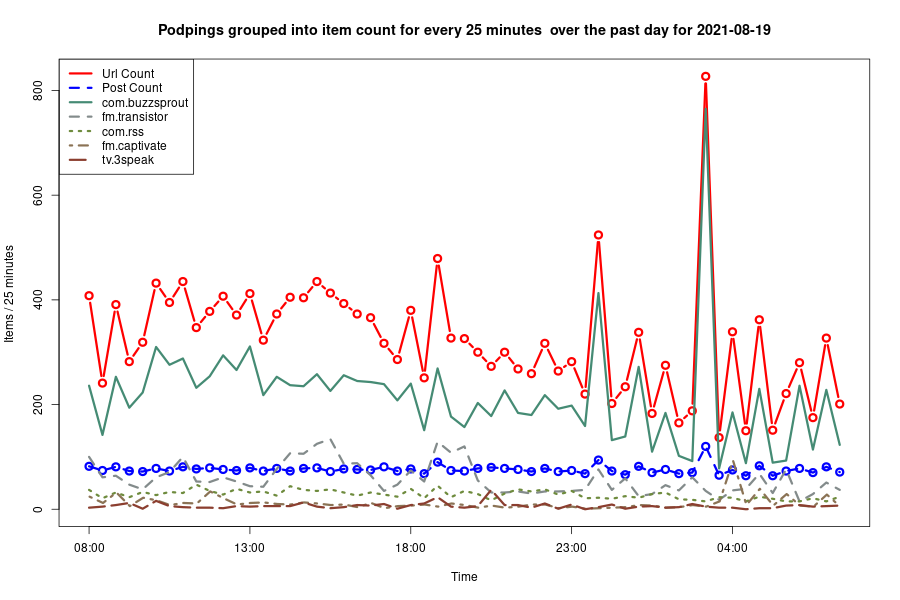 Podpings grouped into item count for every 25 minutes  over the past day for 2021-08-19
Url Count
Post Count
com.buzzsprout
fm.transistor
com.rss
fm.captivate
tv.3speak
Items / 25 minutes
800
600
400
200
0
08:00 13:00 18:00 23:00 04:00
Time